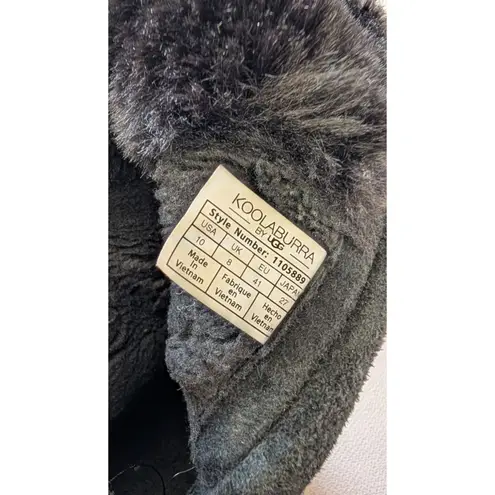 KOOLABURRA
BY UGG
Style Number: 1105889
USA UK EU JAPAN
10 8 41 27
Made in Vietnam Fabriqué en Vietnam Hecho en Vietnam